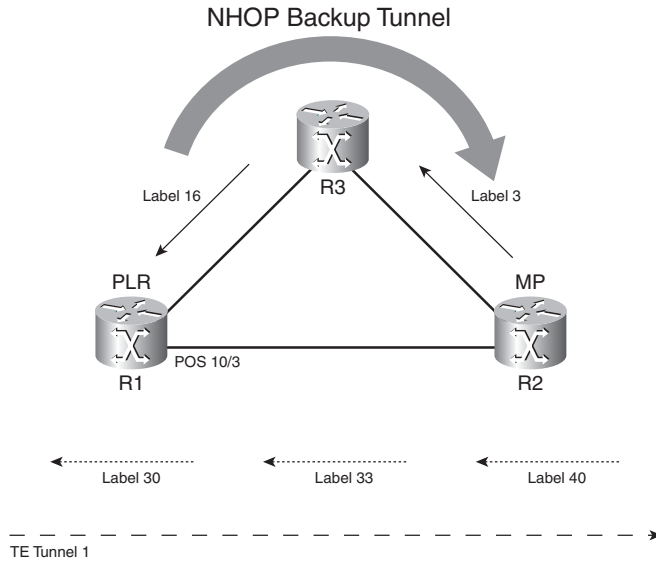 NHOP Backup Tunnel
R3
Label 16
Label 3
PLR
MP
POS 10/3
R1
R2
Label 30
Label 33
Label 40
TE Tunnel 1